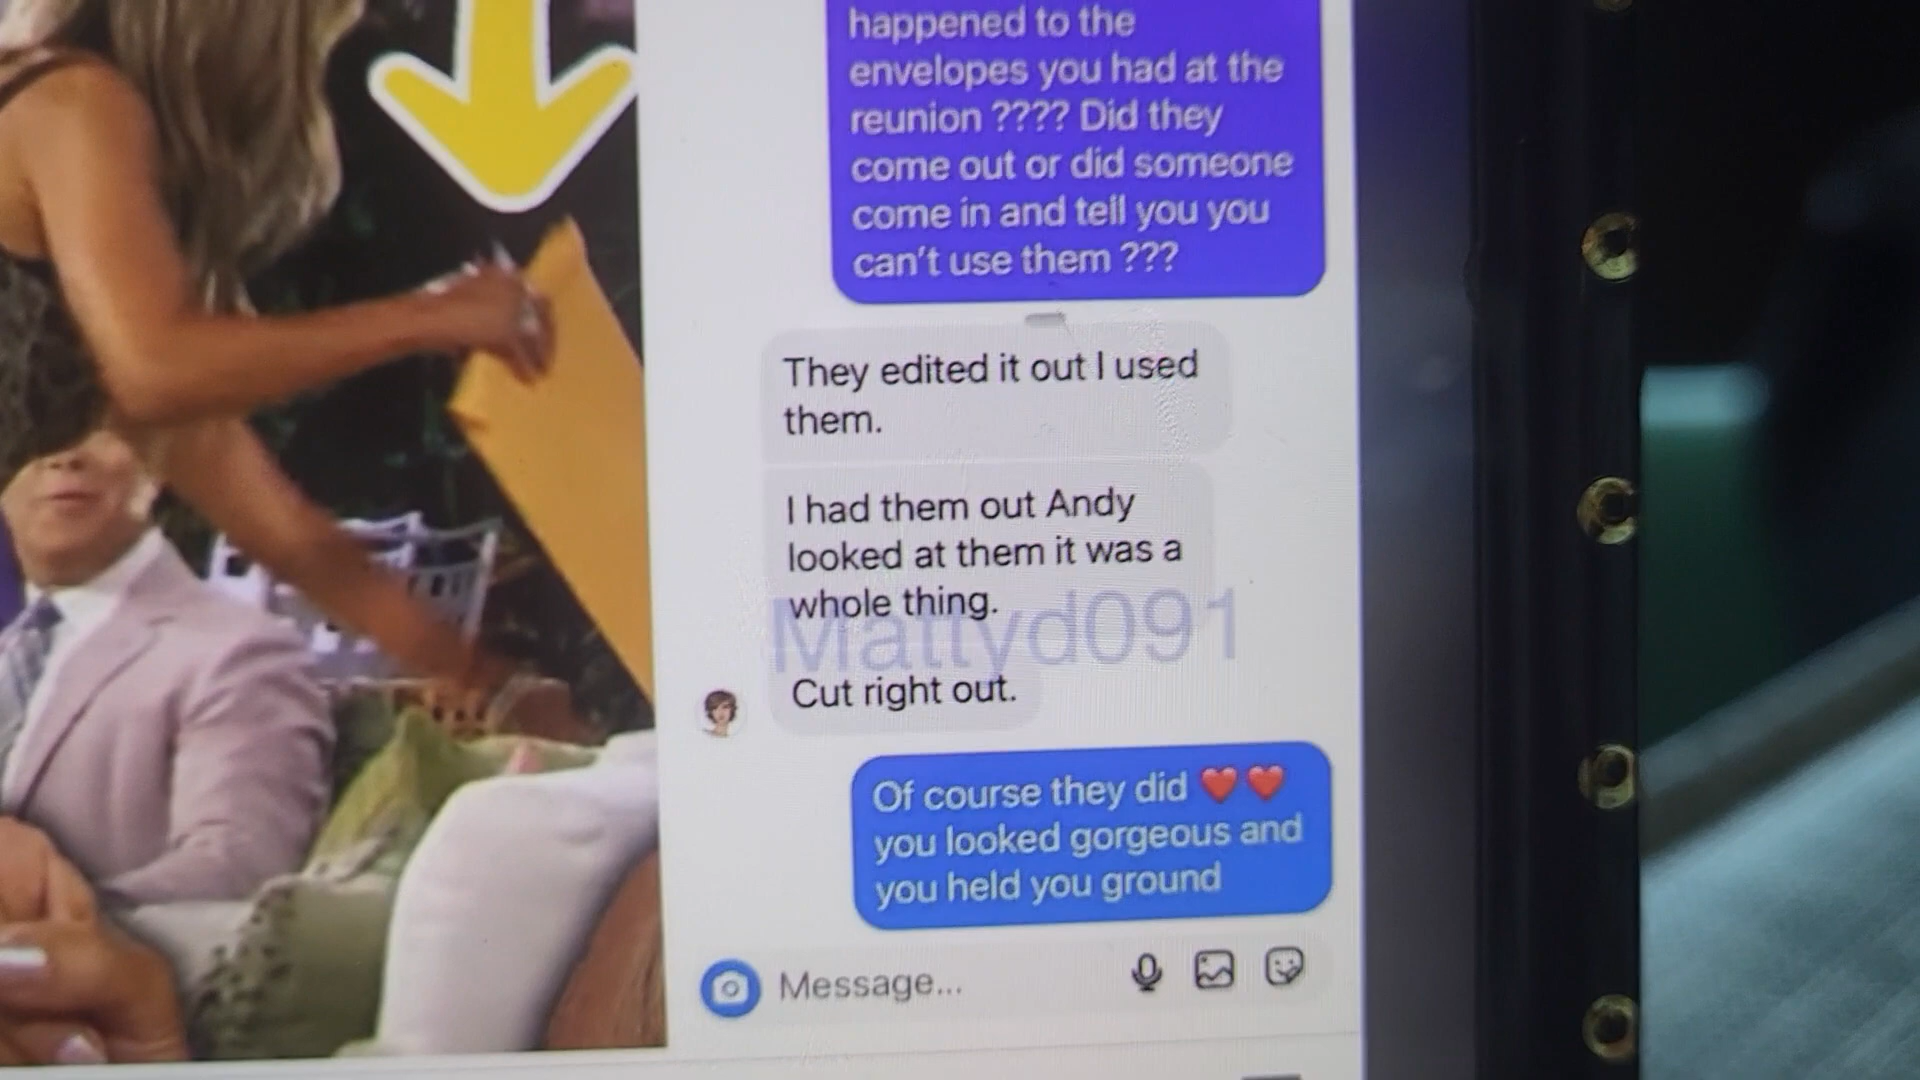 happened to the
envelopes you had at the
reunion ???? Did they
come out or did someone
come in and tell you you
can't use them ???
They edited it out I used
them.
I had them out Andy
looked at them it was a
whole thing.
Mattyd091
Cut right out.
Of course they did ❤️❤️
you looked gorgeous and
you held you ground
Message...